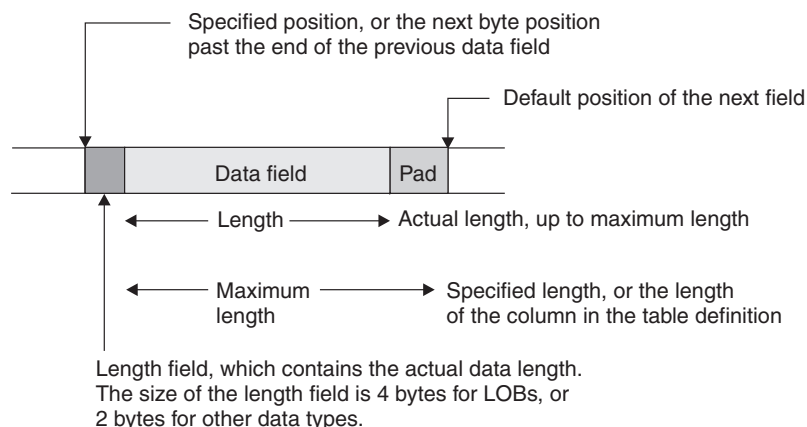 Specified position, or the next byte position
past the end of the previous data field
Default position of the next field
Data field
Pad
Length
Actual length, up to maximum length
Maximum
length
Specified length, or the length
of the column in the table definition
Length field, which contains the actual data length.
The size of the length field is 4 bytes for LOBs, or
2 bytes for other data types.